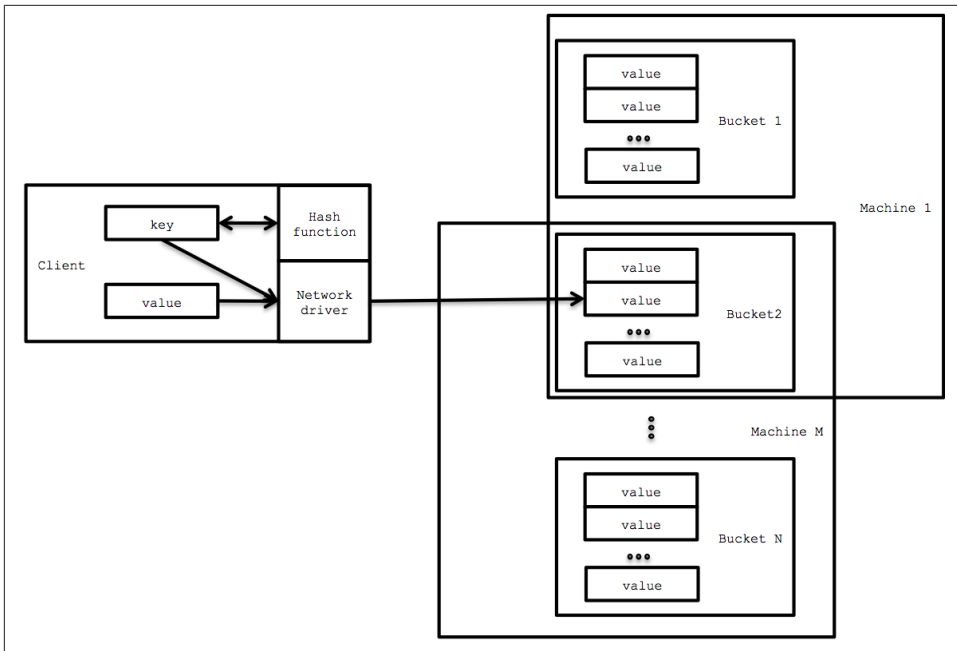 Client
key
value
Hash
function
Network
driver
value
value
value
Bucket 1
Machine 1
value
value
value
Bucket2
Machine M
value
value
value
Bucket N